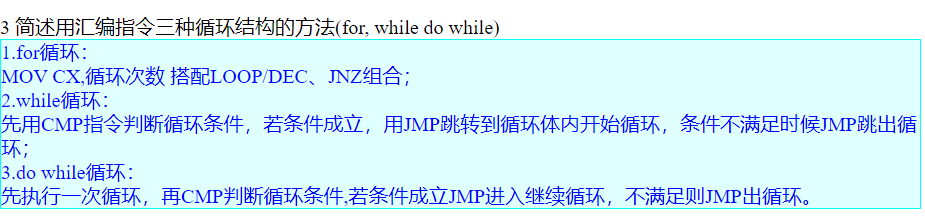 3 简述用汇编指令三种循环结构的方法(for, while do while)
1.for循环：
MOV CX,循环次数 搭配LOOP/DEC、JNZ组合；
2.while循环：
先用CMP指令判断循环条件，若条件成立，用JMP跳转到循环体内开始循环，条件不满足时候JMP跳出循
环；
3.do while循环：
先执行一次循环，再CMP判断循环条件,若条件成立JMP进入继续循环，不满足则JMP出循环。